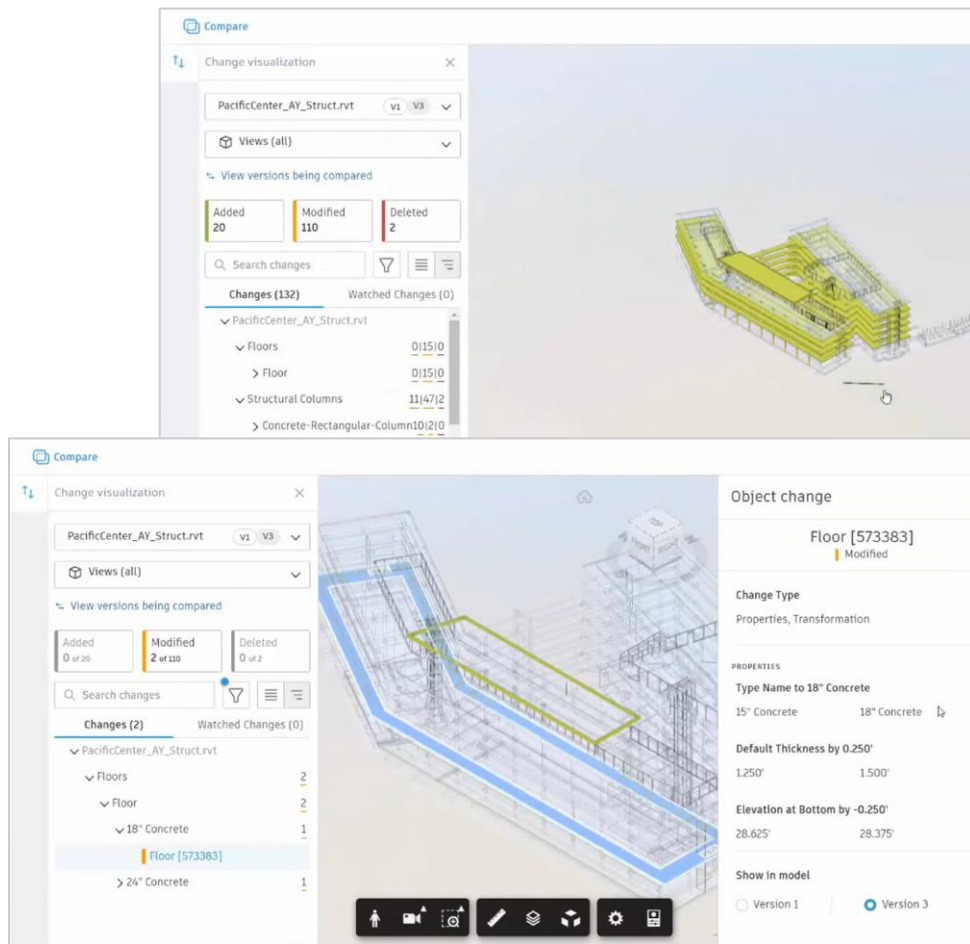 Compare
Change visualization
PacificCenter_AY_Struct.rvt V1 V3
Views (all)
View versions being compared
Added Modified Deleted
20 110 2
Search changes
Changes (132) Watched Changes (0)
PacificCenter_AY_Struct.rvt
Floors 0|15|0
Floor 0|15|0
Structural Columns 11|47|2
Concrete-Rectangular-Column 10|2|0
Compare
Change visualization
PacificCenter_AY_Struct.rvt V1 V3
Views (all)
View versions being compared
Added Modified Deleted
0 of 20 2 of 110 0 of 2
Search changes
Changes (2) Watched Changes (0)
PacificCenter_AY_Struct.rvt
Floors 2
Floor 2
18" Concrete 1
Floor [573383]
24" Concrete 1
TOP
FRONT RIGHT
Object change
Floor [573383]
Modified
Change Type
Properties, Transformation
PROPERTIES
Type Name to 18" Concrete
15" Concrete 18" Concrete
Default Thickness by 0.250'
1.250' 1.500'
Elevation at Bottom by -0.250'
28.625' 28.375'
Show in model
Version 1 Version 3